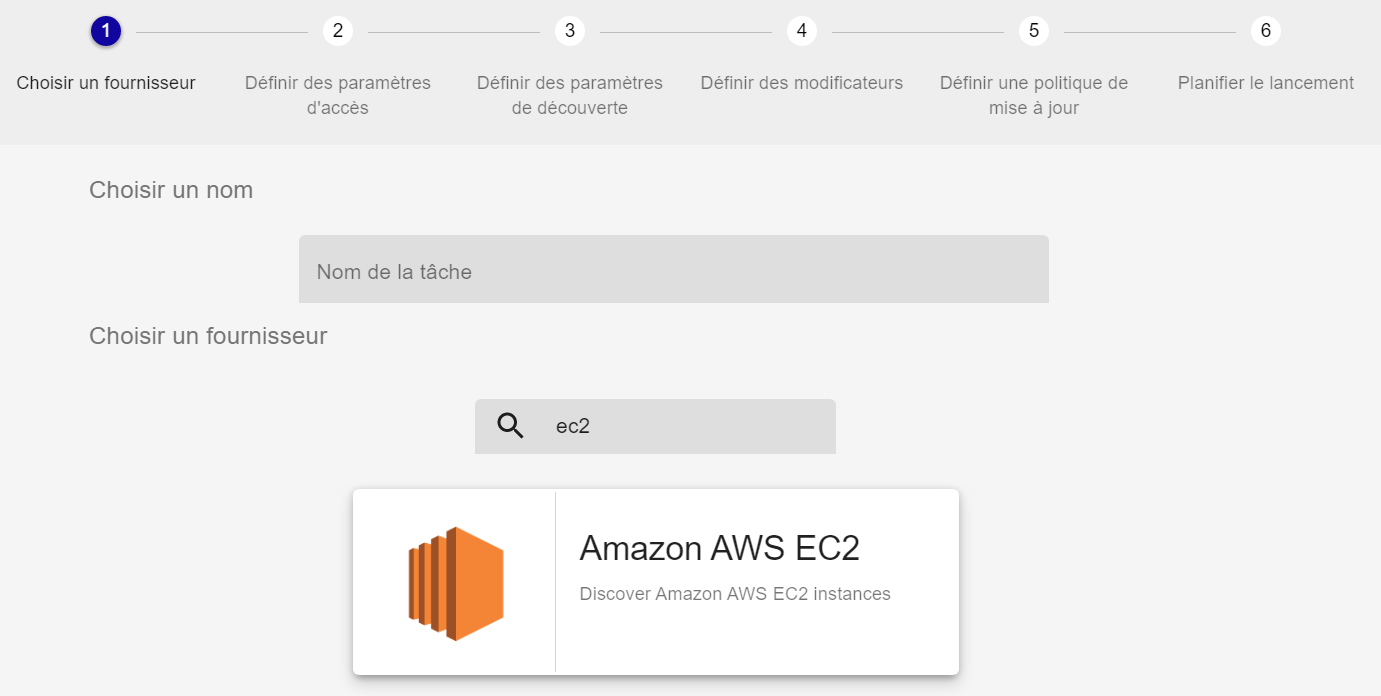 1
2
3
4
5
6
Choisir un fournisseur
Définir des paramètres
d'accès
Définir des paramètres
de découverte
Définir des modificateurs
Définir une politique de
mise à jour
Planifier le lancement
Choisir un nom
Nom de la tâche
Choisir un fournisseur
ec2
Amazon AWS EC2
Discover Amazon AWS EC2 instances